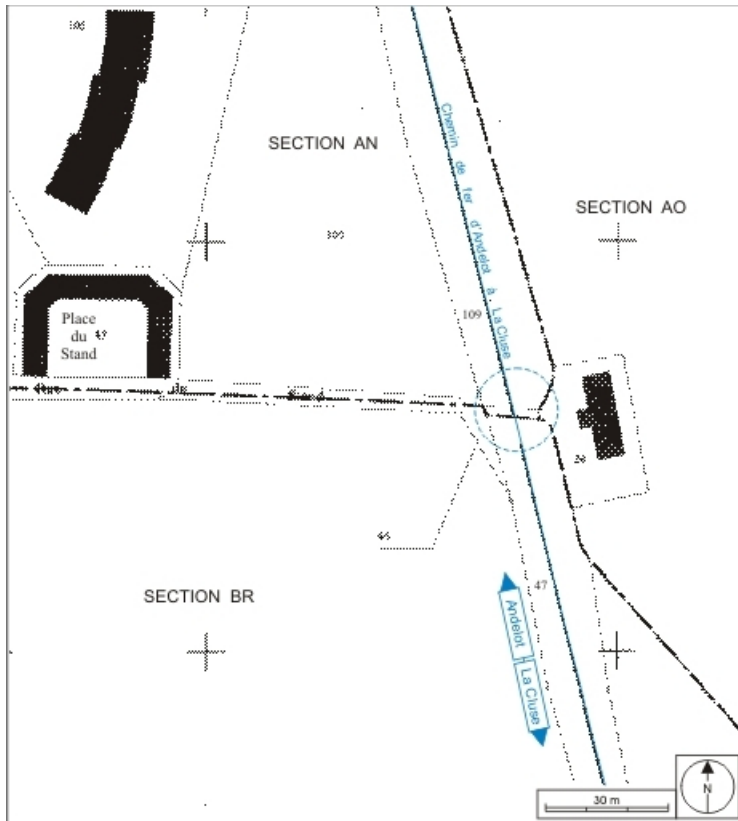 SECTION AN
SECTION AO
Chemin de fer d'Andelot à La Cluse
109
Place
du
Stand
26
SECTION BR
47
Andelot
La Cluse
30 m
N